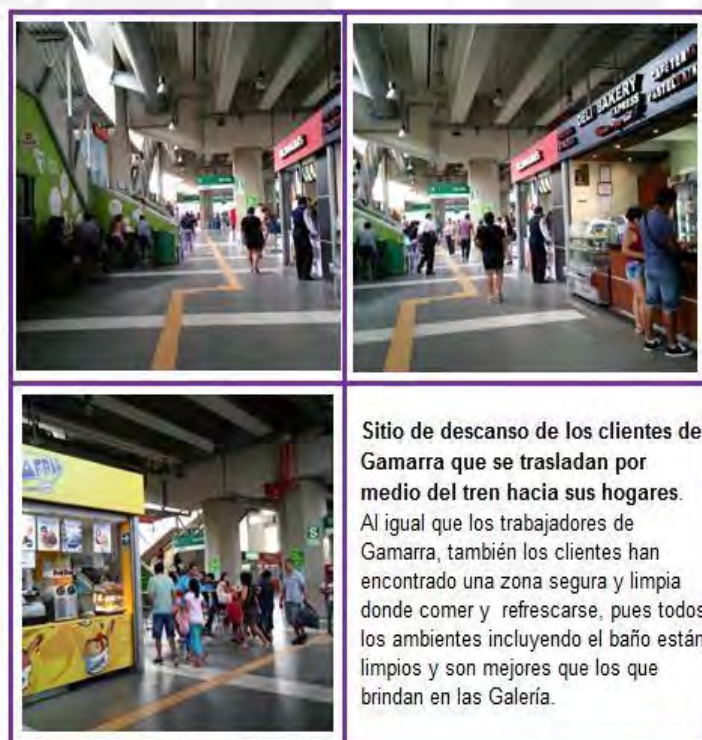 DELI BAKERY
EXPRESS
Sitio de descanso de los clientes de
Gamarra que se trasladan por
medio del tren hacia sus hogares.
Al igual que los trabajadores de
Gamarra, también los clientes han
encontrado una zona segura y limpia
donde comer y refrescarse, pues todos
los ambientes incluyendo el baño están
limpios y son mejores que los que
brindan en las Galería.
S